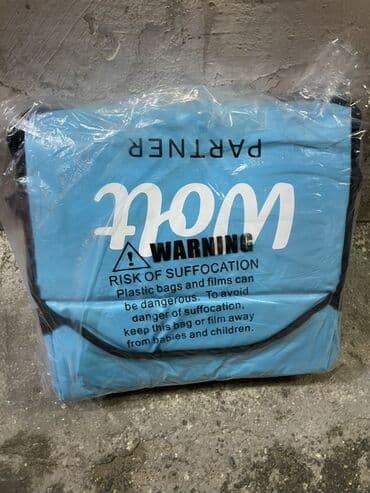 PARTNER
Wolt
WARNING
RISK OF SUFFOCATION
Plastic bags and films can
be dangerous. To avoid
danger of suffocation,
keep this bag or film away
from babies and children.